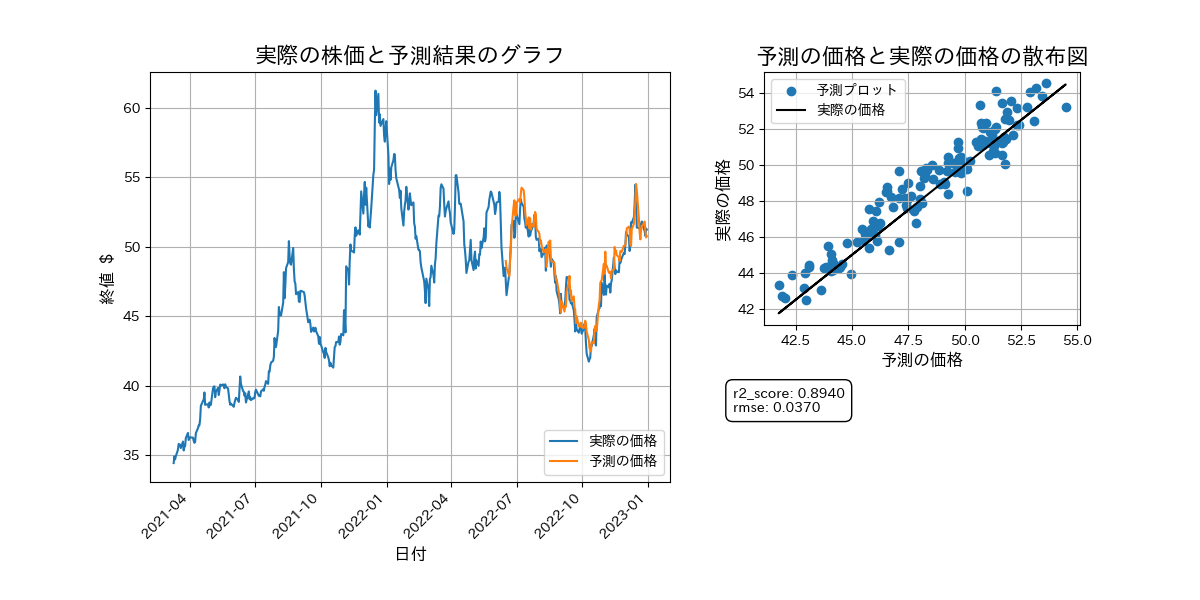 実際の株価と予測結果のグラフ
終値 $
60
55
50
45
40
35
実際の価格
予測の価格
2021-04
2021-07
2021-10
2022-01
2022-04
2022-07
2022-10
2023-01
日付
予測の価格と実際の価格の散布図
実際の価格
54
52
50
48
46
44
42
予測プロット
実際の価格
42.5
45.0
47.5
50.0
52.5
55.0
予測の価格
r2_score: 0.8940
rmse: 0.0370